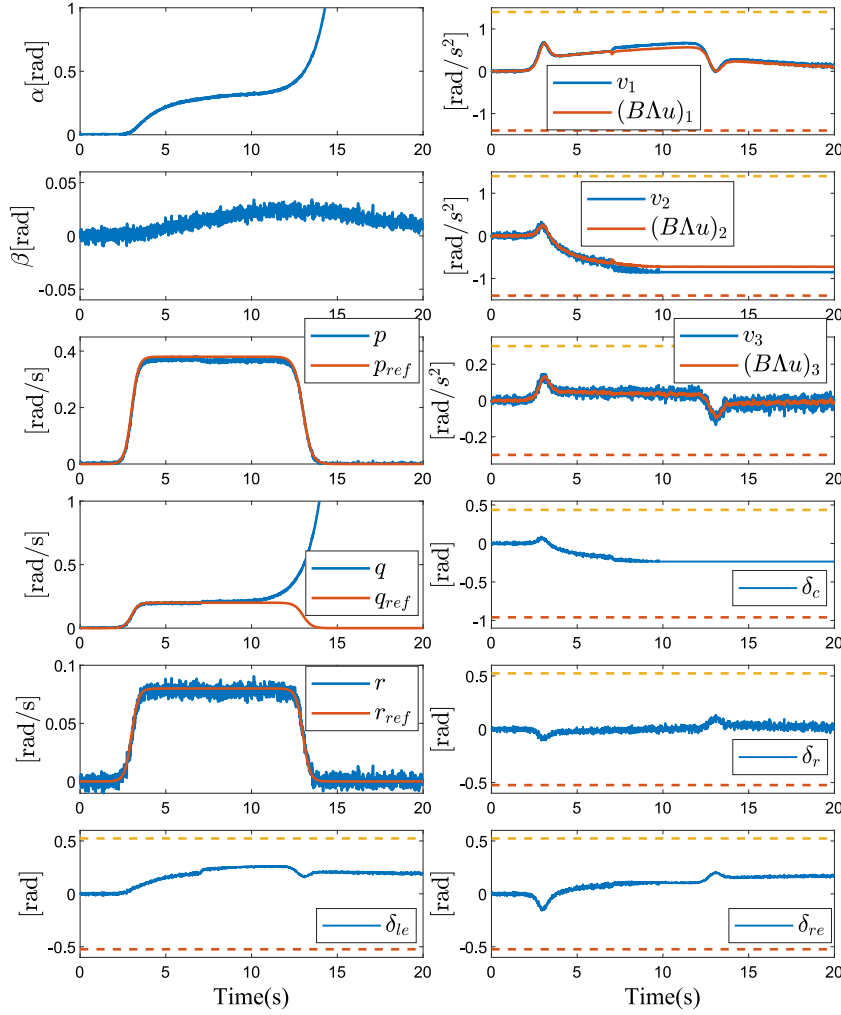 α[rad]
1
0.5
0
0 5 10 15 20
[rad/s²]
1
0
-1
v₁
(BΛu)₁
0 5 10 15 20
β[rad]
0.05
0
-0.05
0 5 10 15 20
[rad/s²]
1
0
-1
v₂
(BΛu)₂
0 5 10 15 20
[rad/s]
0.4
0.2
0
p
p_ref
0 5 10 15 20
[rad/s²]
0.2
0
-0.2
v₃
(BΛu)₃
0 5 10 15 20
[rad/s]
1
0.5
0
q
q_ref
0 5 10 15 20
[rad]
0.5
0
-0.5
-1
δ_c
0 5 10 15 20
[rad/s]
0.1
0.05
0
r
r_ref
0 5 10 15 20
[rad]
0.5
0
-0.5
δ_r
0 5 10 15 20
[rad]
0.5
0
-0.5
δ_le
0 5 10 15 20
Time(s)
[rad]
0.5
0
-0.5
δ_re
0 5 10 15 20
Time(s)